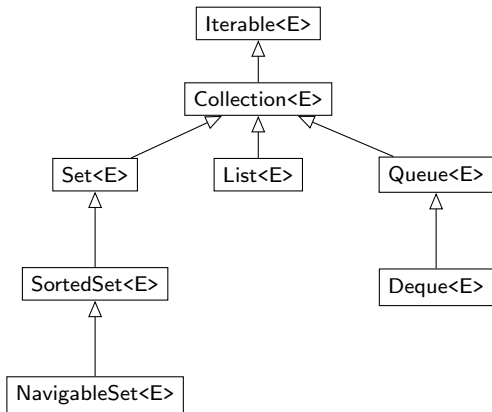 Iterable<E>
Collection<E>
Set<E>
List<E>
Queue<E>
SortedSet<E>
Deque<E>
NavigableSet<E>